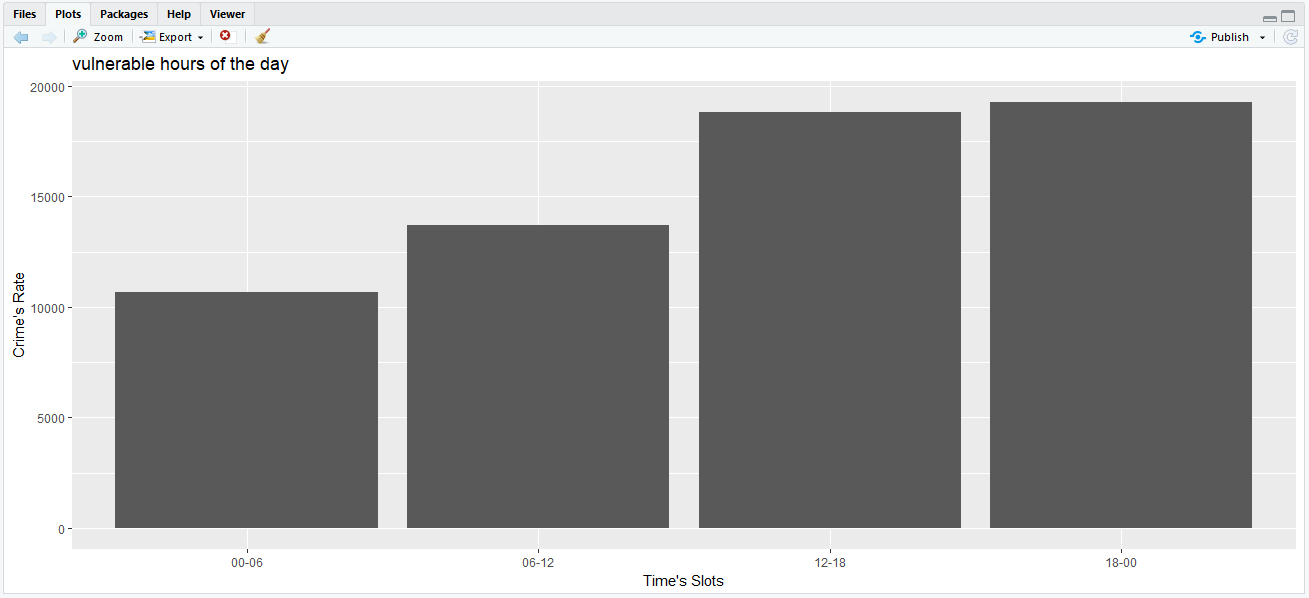 Files Plots Packages Help Viewer
Zoom Export Publish
vulnerable hours of the day
20000
15000
10000
5000
0
Crime's Rate
00-06 06-12 12-18 18-00
Time's Slots